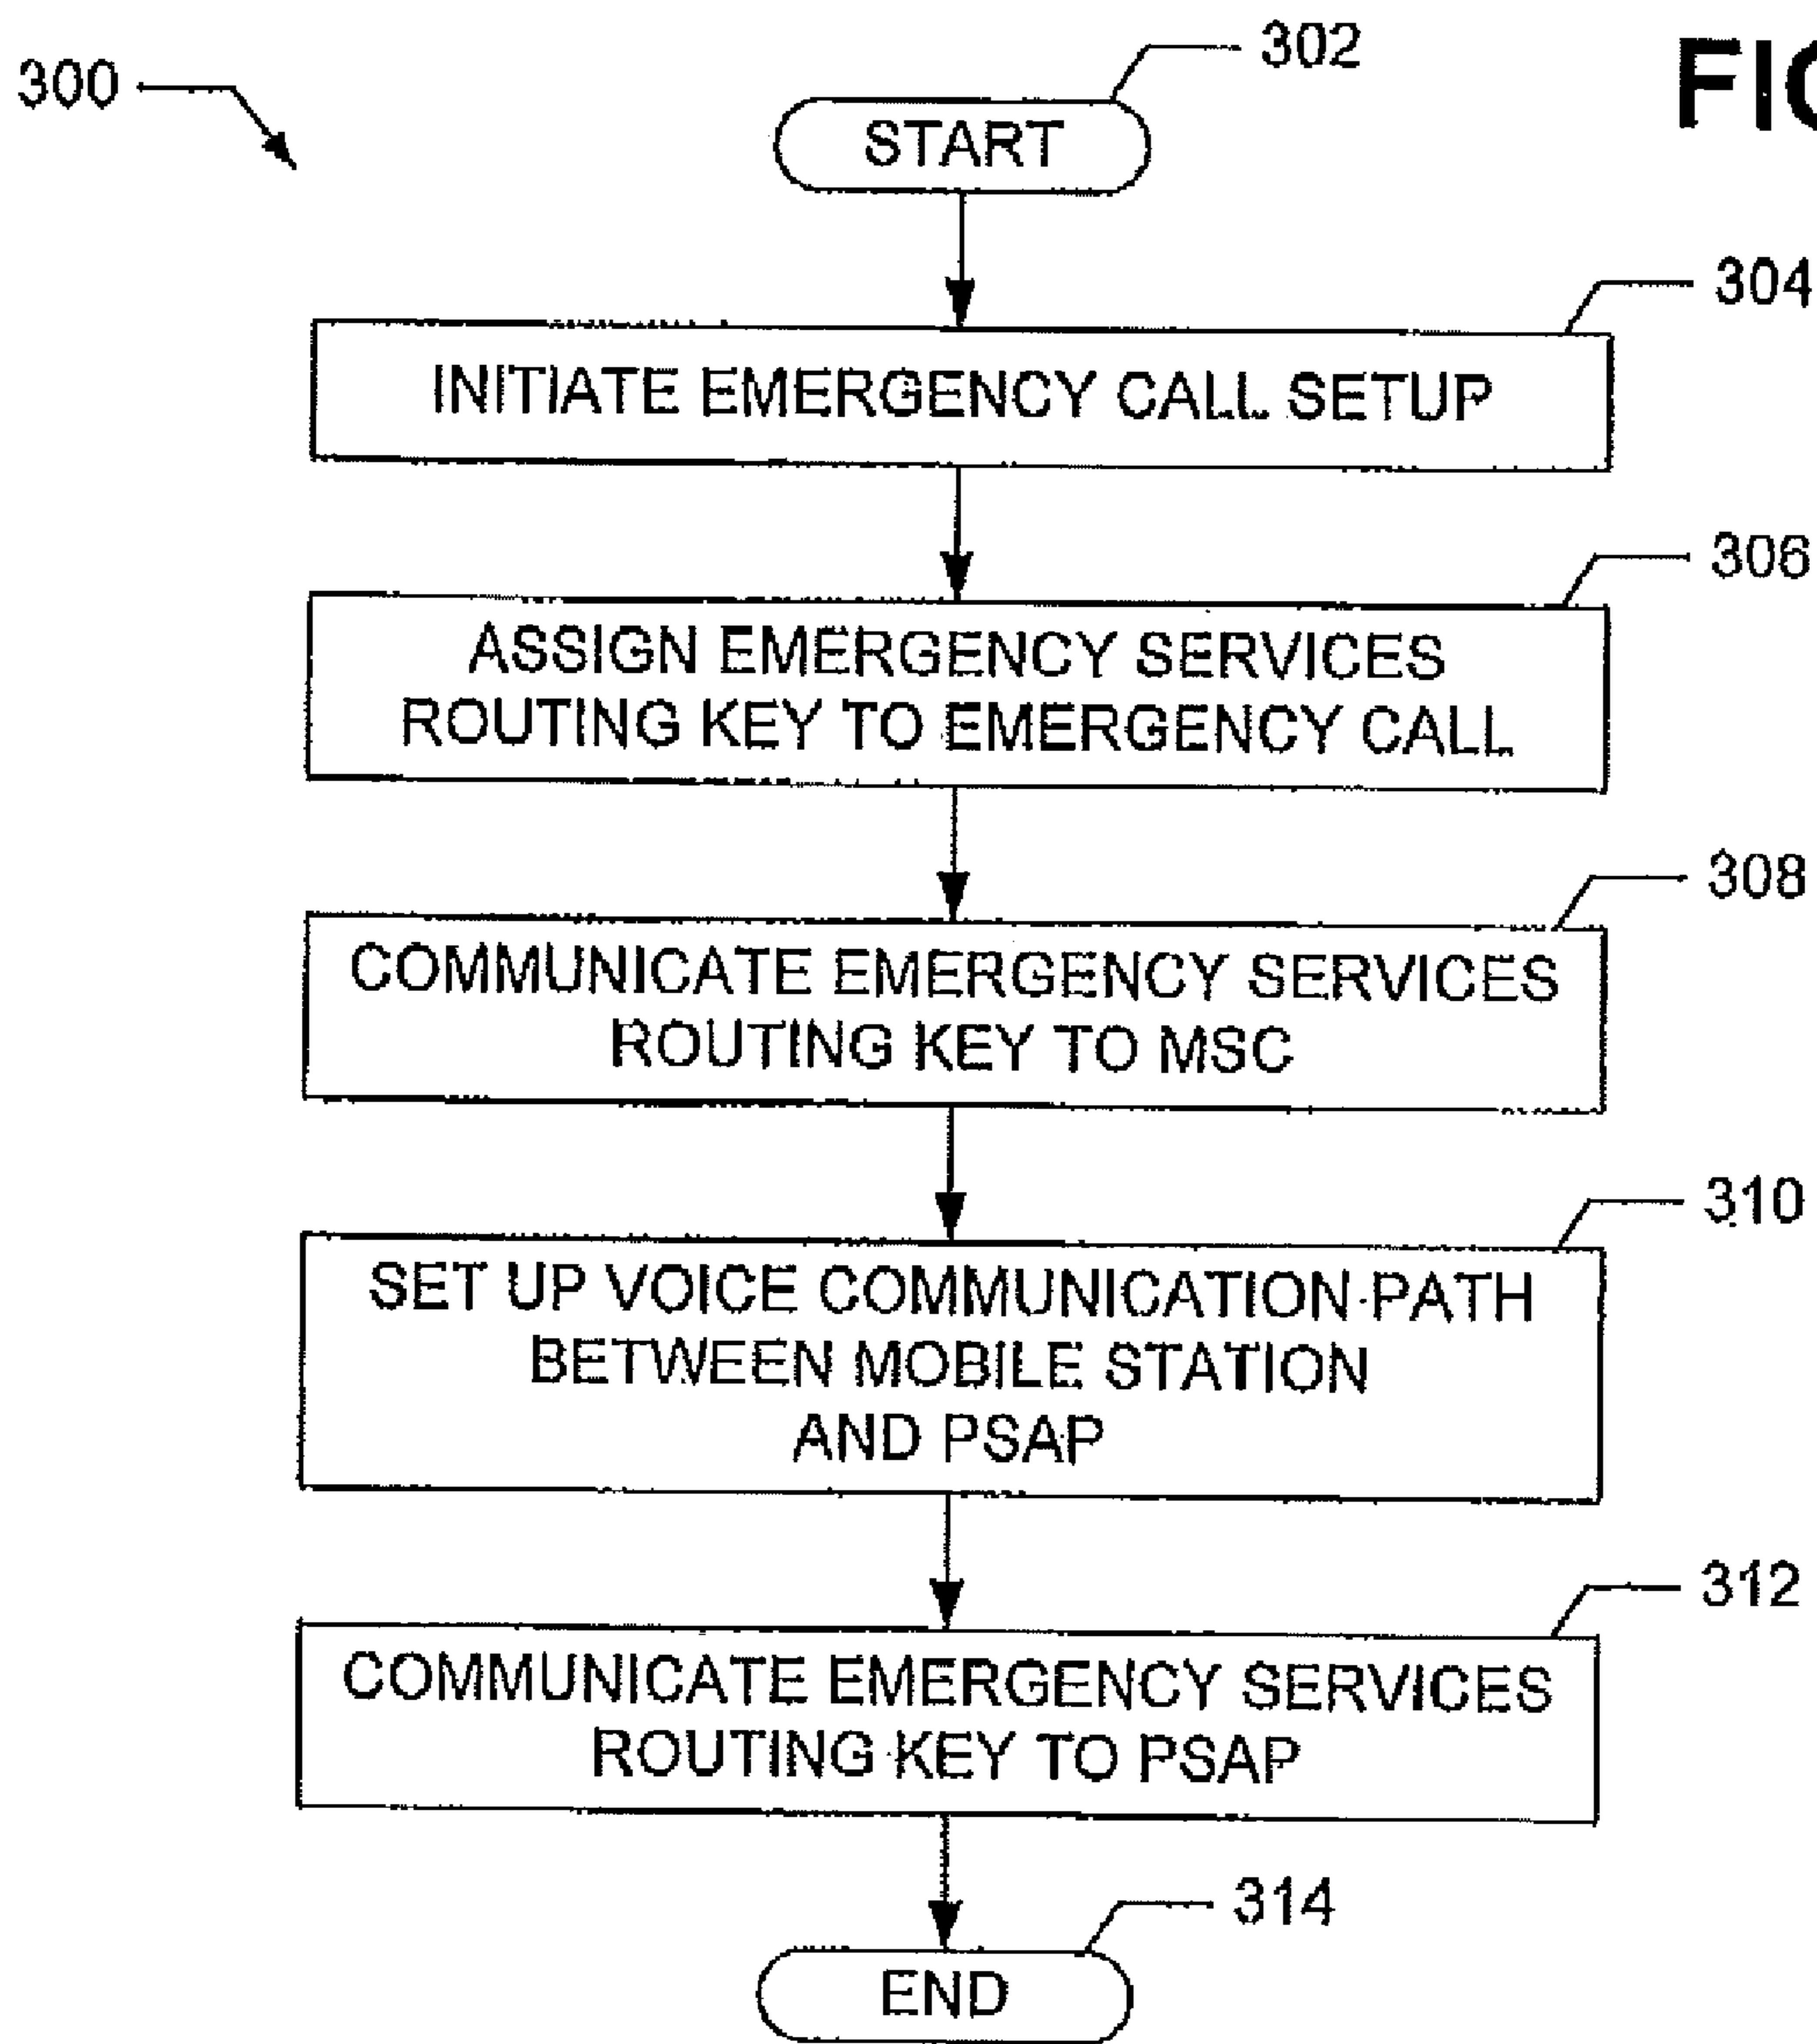 300
302
FIG
START
304
INITIATE EMERGENCY CALL SETUP
306
ASSIGN EMERGENCY SERVICES
ROUTING KEY TO EMERGENCY CALL
308
COMMUNICATE EMERGENCY SERVICES
ROUTING KEY TO MSC
310
SET UP VOICE COMMUNICATION PATH
BETWEEN MOBILE STATION
AND PSAP
312
COMMUNICATE EMERGENCY SERVICES
ROUTING KEY TO PSAP
314
END